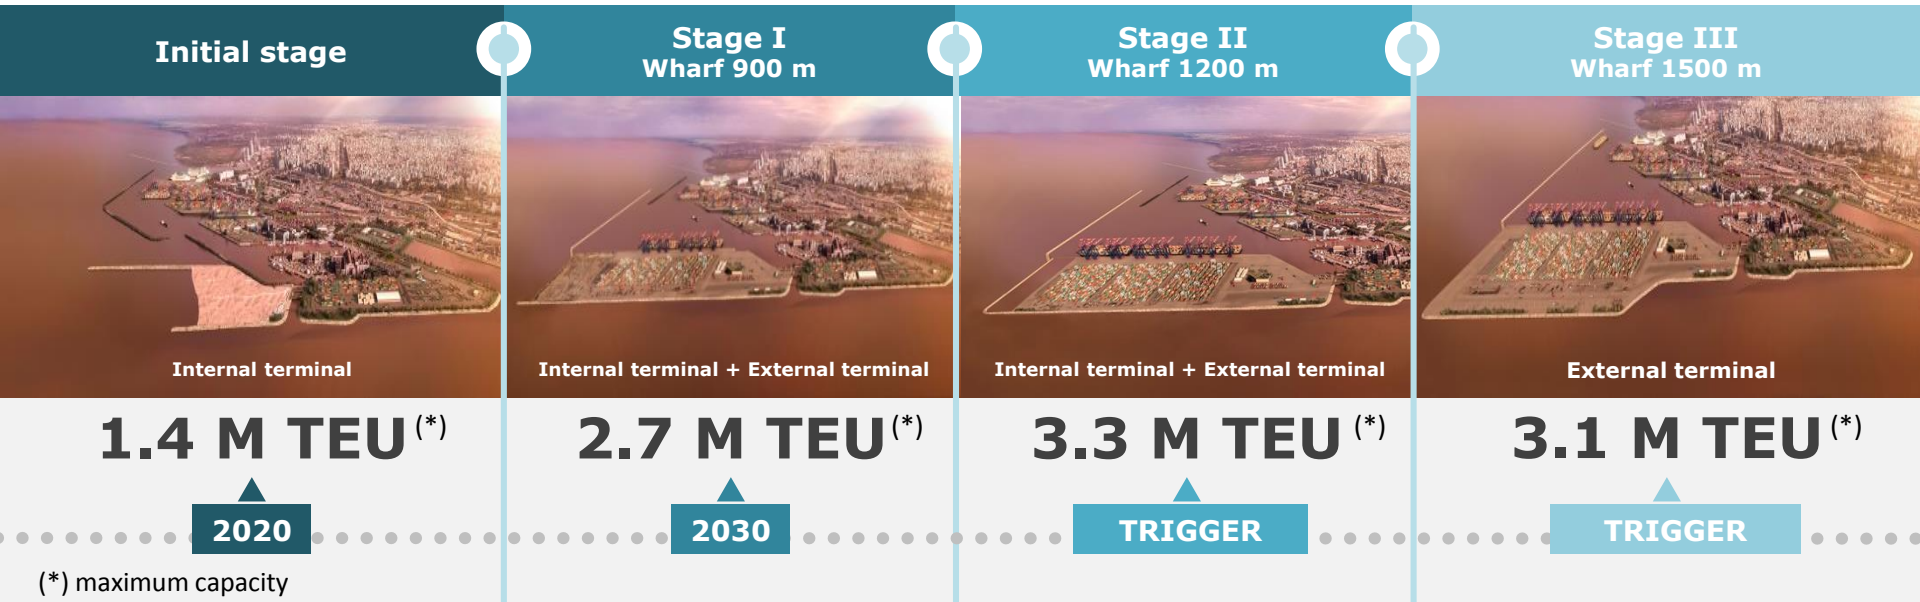 Initial stage
Stage I
Wharf 900 m
Stage II
Wharf 1200 m
Stage III
Wharf 1500 m
Internal terminal
Internal terminal + External terminal
Internal terminal + External terminal
External terminal
1.4 M TEU (*)
2.7 M TEU (*)
3.3 M TEU (*)
3.1 M TEU (*)
2020
2030
TRIGGER
TRIGGER
(*) maximum capacity